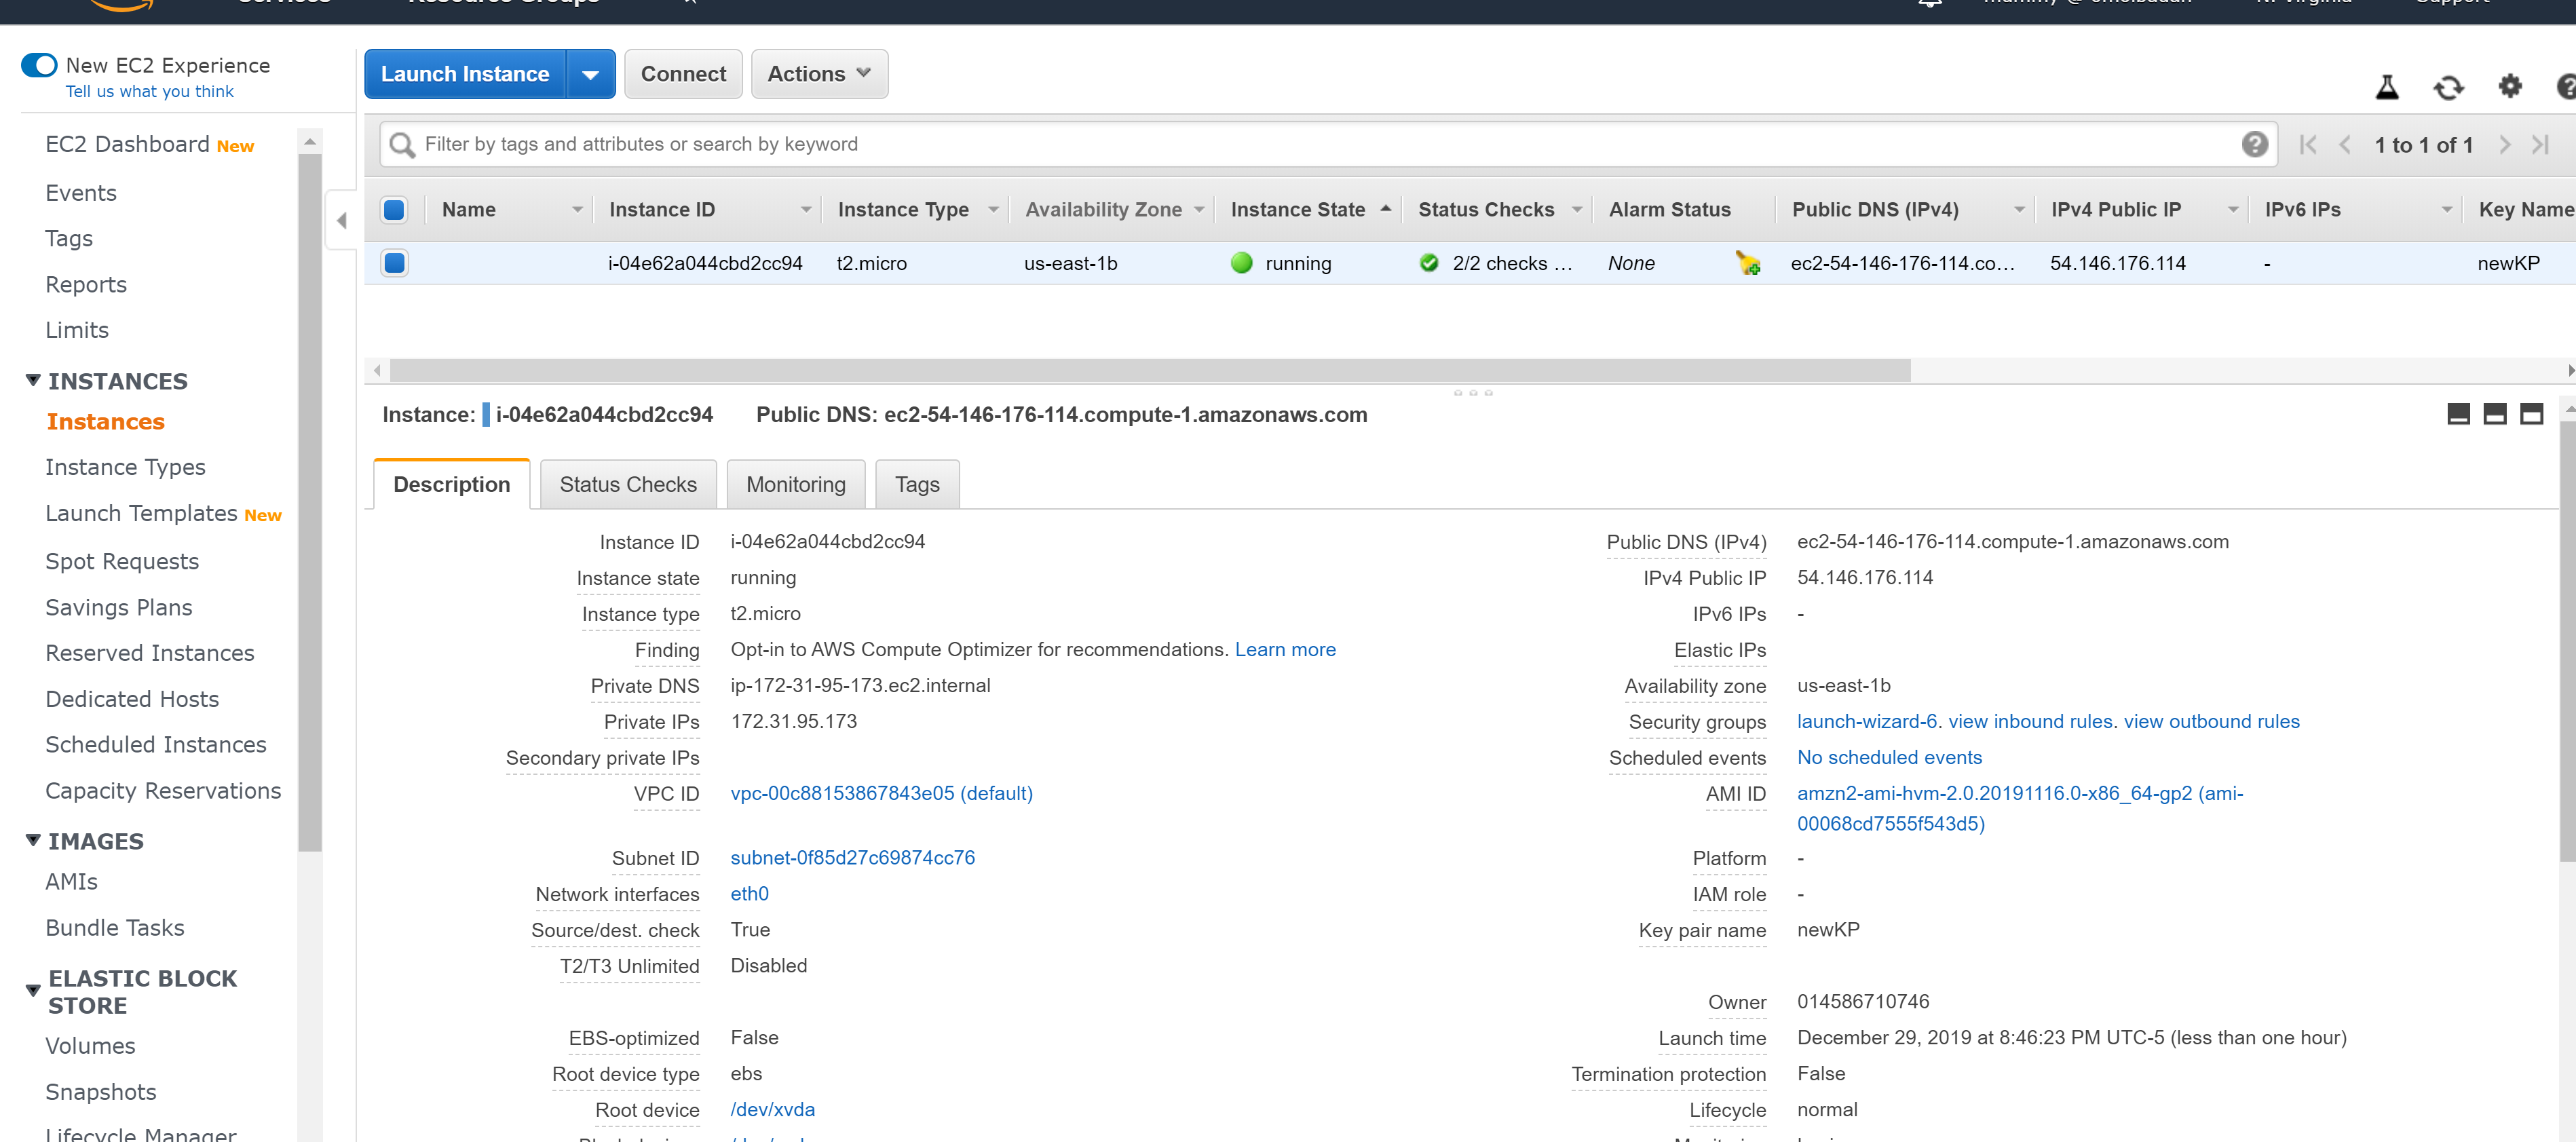 Services Resource Groups Support
New EC2 Experience
Tell us what you think
EC2 Dashboard New
Events
Tags
Reports
Limits
INSTANCES
Instances
Instance Types
Launch Templates New
Spot Requests
Savings Plans
Reserved Instances
Dedicated Hosts
Scheduled Instances
Capacity Reservations
IMAGES
AMIs
Bundle Tasks
ELASTIC BLOCK
STORE
Volumes
Snapshots
Lifecycle Manager
Launch Instance Connect Actions
Filter by tags and attributes or search by keyword
1 to 1 of 1
Name Instance ID Instance Type Availability Zone Instance State Status Checks Alarm Status Public DNS (IPv4) IPv4 Public IP IPv6 IPs Key Name
i-04e62a044cbd2cc94 t2.micro us-east-1b running 2/2 checks … None ec2-54-146-176-114.co… 54.146.176.114 - newKP
Instance: i-04e62a044cbd2cc94 Public DNS: ec2-54-146-176-114.compute-1.amazonaws.com
Description Status Checks Monitoring Tags
Instance ID i-04e62a044cbd2cc94
Instance state running
Instance type t2.micro
Finding Opt-in to AWS Compute Optimizer for recommendations. Learn more
Private DNS ip-172-31-95-173.ec2.internal
Private IPs 172.31.95.173
Secondary private IPs
VPC ID vpc-00c88153867843e05 (default)
Subnet ID subnet-0f85d27c69874cc76
Network interfaces eth0
Source/dest. check True
T2/T3 Unlimited Disabled
EBS-optimized False
Root device type ebs
Root device /dev/xvda
Public DNS (IPv4) ec2-54-146-176-114.compute-1.amazonaws.com
IPv4 Public IP 54.146.176.114
IPv6 IPs -
Elastic IPs
Availability zone us-east-1b
Security groups launch-wizard-6. view inbound rules. view outbound rules
Scheduled events No scheduled events
AMI ID amzn2-ami-hvm-2.0.20191116.0-x86_64-gp2 (ami-
00068cd7555f543d5)
Platform -
IAM role -
Key pair name newKP
Owner 014586710746
Launch time December 29, 2019 at 8:46:23 PM UTC-5 (less than one hour)
Termination protection False
Lifecycle normal